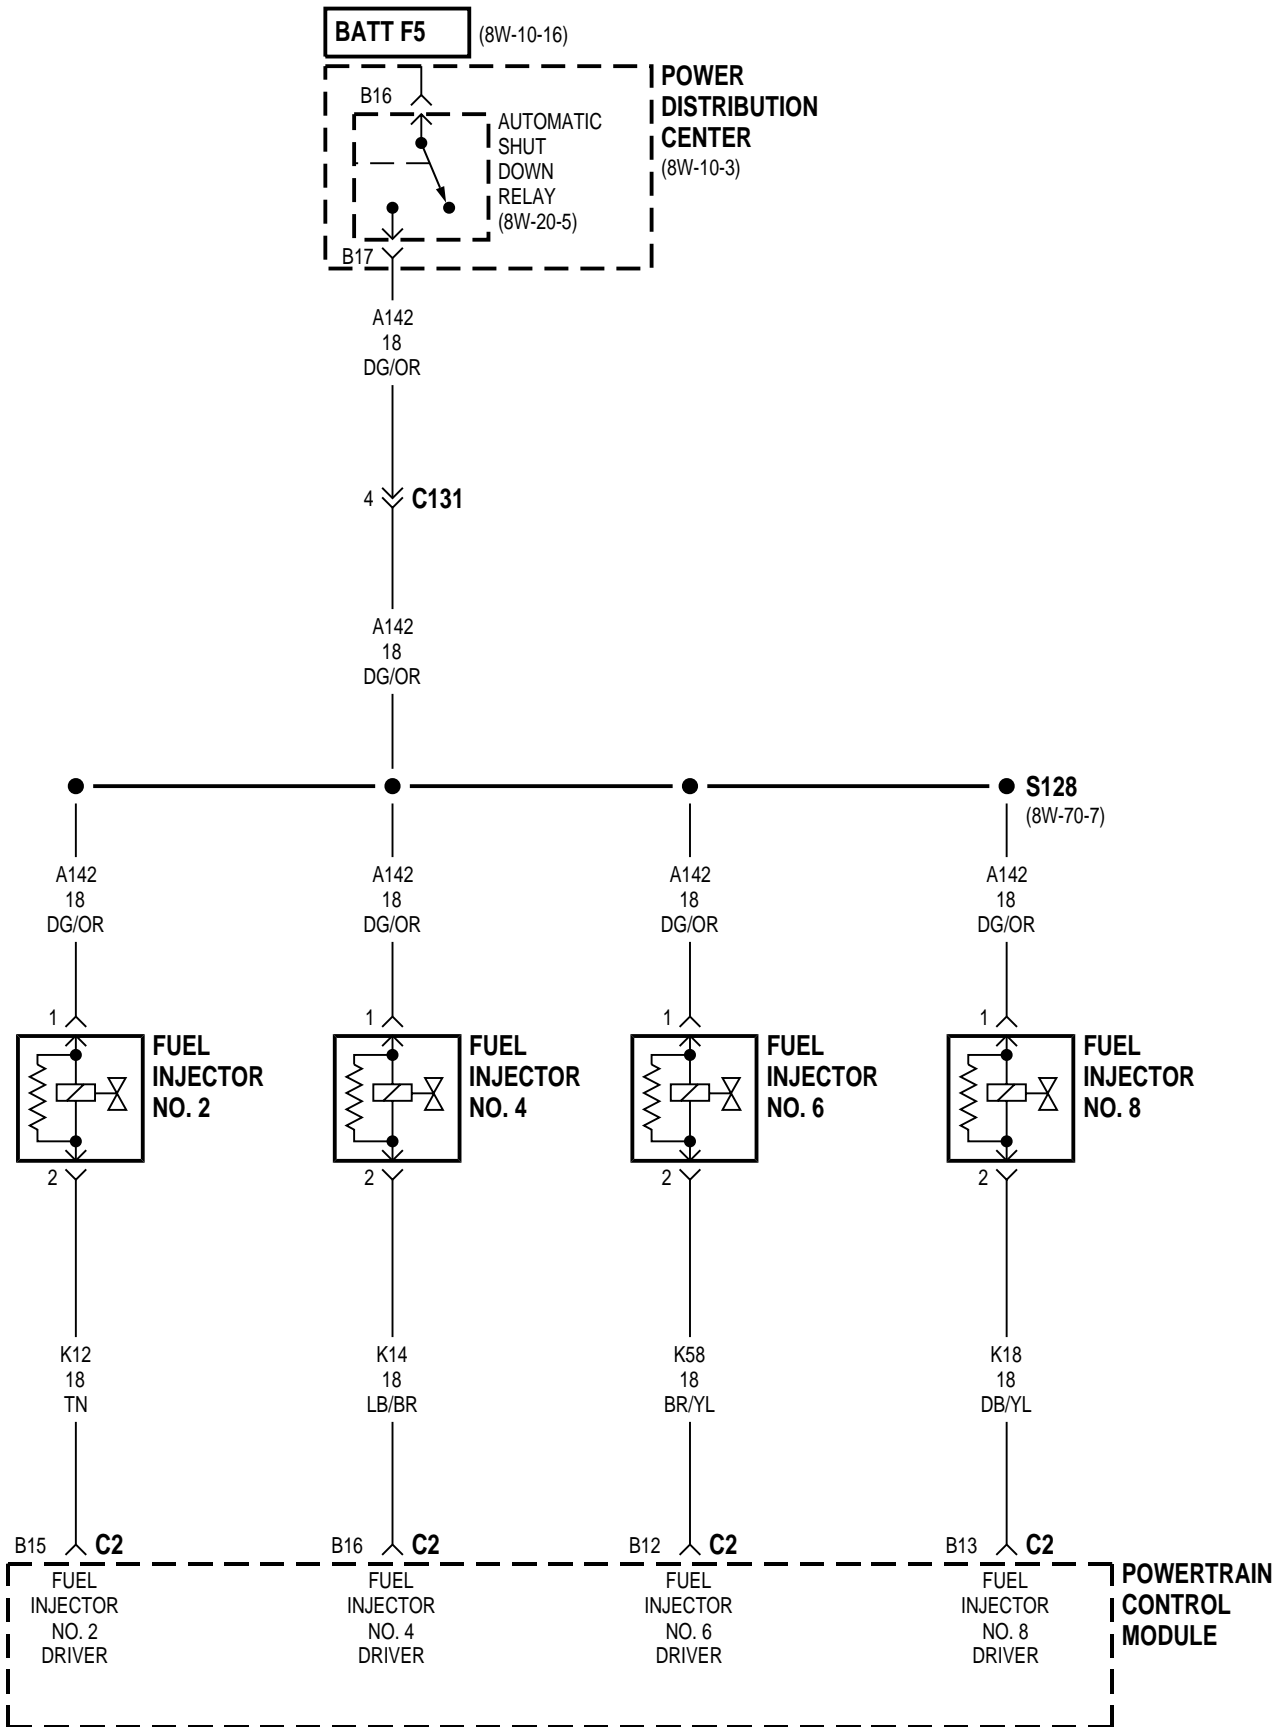 BATT F5 (8W-10-16)
POWER
DISTRIBUTION
CENTER
(8W-10-3)
B16
AUTOMATIC
SHUT
DOWN
RELAY
(8W-20-5)
B17
A142
18
DG/OR
4 C131
A142
18
DG/OR
S128
(8W-70-7)
A142 A142 A142 A142
18 18 18 18
DG/OR DG/OR DG/OR DG/OR
1 1 1 1
FUEL
INJECTOR
NO. 2
FUEL
INJECTOR
NO. 4
FUEL
INJECTOR
NO. 6
FUEL
INJECTOR
NO. 8
2 2 2 2
K12 K14 K58 K18
18 18 18 18
TN LB/BR BR/YL DB/YL
B15 C2 B16 C2 B12 C2 B13 C2
FUEL
INJECTOR
NO. 2
DRIVER
FUEL
INJECTOR
NO. 4
DRIVER
FUEL
INJECTOR
NO. 6
DRIVER
FUEL
INJECTOR
NO. 8
DRIVER
POWERTRAIN
CONTROL
MODULE